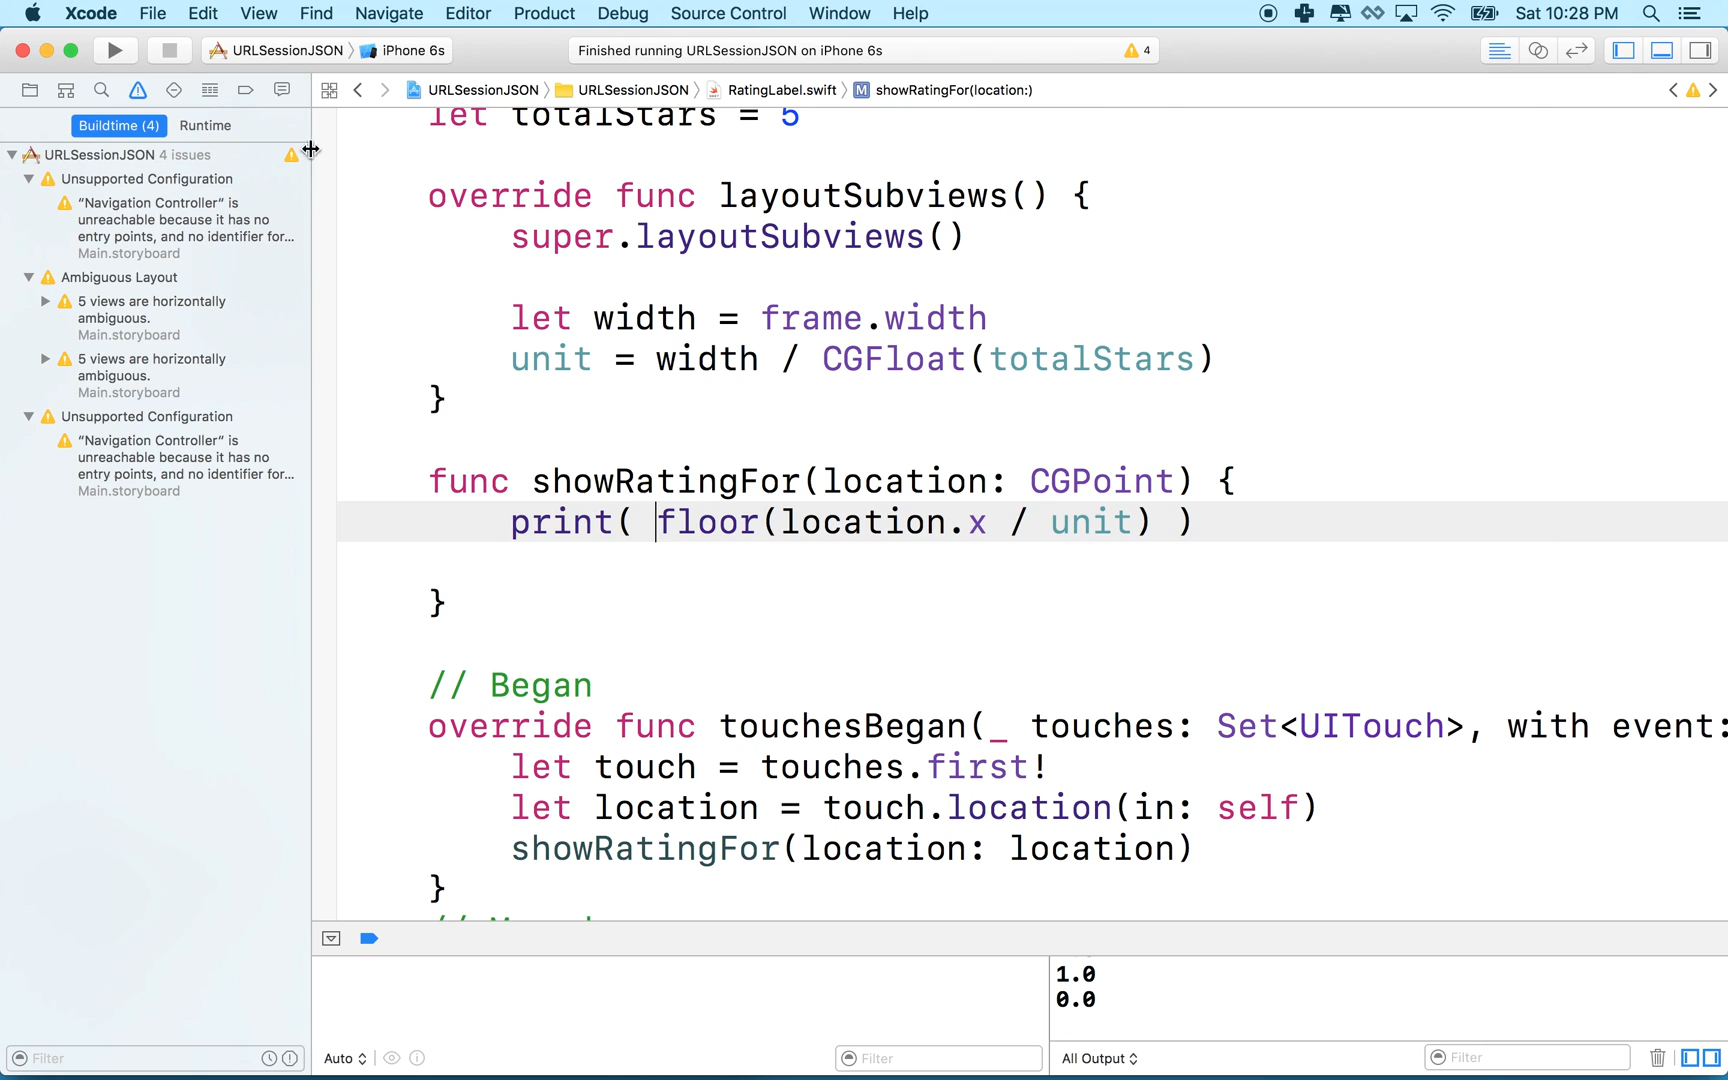 Xcode File Edit View Find Navigate Editor Product Debug Source Control Window Help Sat 10:28 PM
URLSessionJSON iPhone 6s Finished running URLSessionJSON on iPhone 6s 4
URLSessionJSON URLSessionJSON RatingLabel.swift M showRatingFor(location:)
Buildtime (4) Runtime
URLSessionJSON 4 issues
Unsupported Configuration
“Navigation Controller” is
unreachable because it has no
entry points, and no identifier for...
Main.storyboard
Ambiguous Layout
5 views are horizontally
ambiguous.
Main.storyboard
5 views are horizontally
ambiguous.
Main.storyboard
Unsupported Configuration
“Navigation Controller” is
unreachable because it has no
entry points, and no identifier for...
Main.storyboard
Filter
let totalStars = 5
override func layoutSubviews() {
super.layoutSubviews()
let width = frame.width
unit = width / CGFloat(totalStars)
}
func showRatingFor(location: CGPoint) {
print( floor(location.x / unit) )
}
// Began
override func touchesBegan(_ touches: Set<UITouch>, with event:
let touch = touches.first!
let location = touch.location(in: self)
showRatingFor(location: location)
}
1.0
0.0
Auto Filter All Output Filter